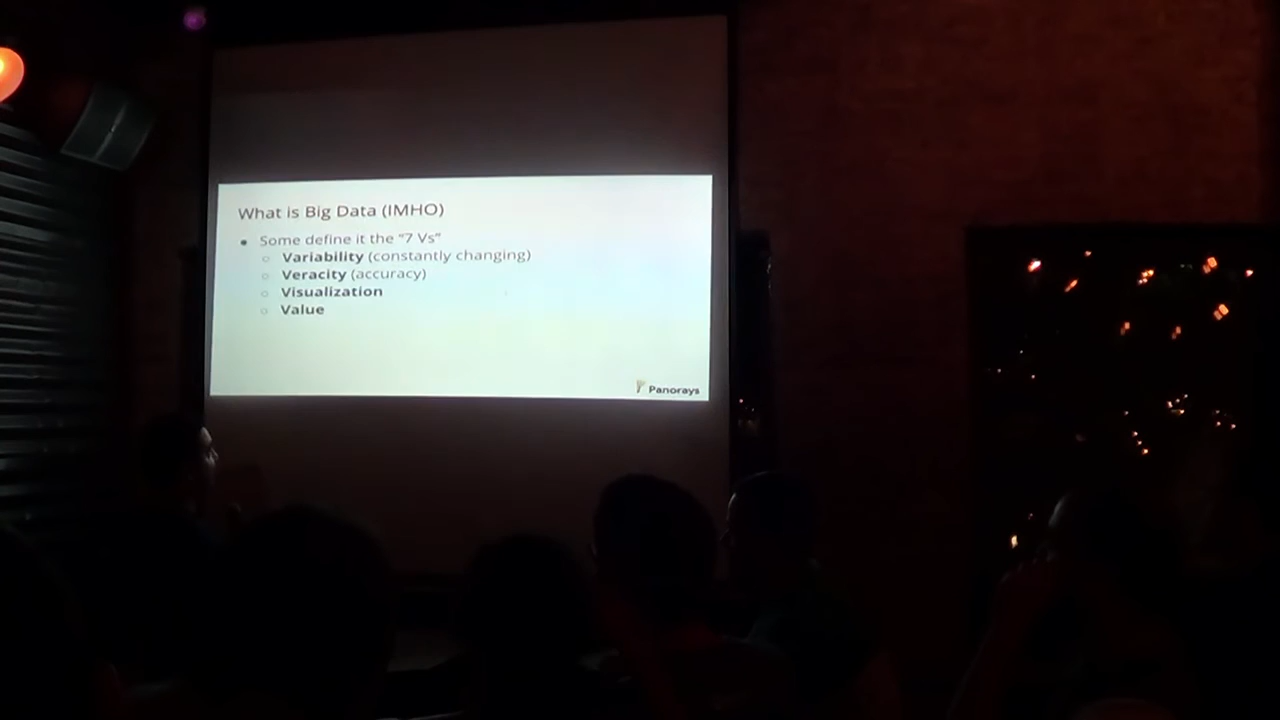 What is Big Data (IMHO)
● Some define it the “7 Vs”
○ Variability (constantly changing)
○ Veracity (accuracy)
○ Visualization
○ Value
Panorays